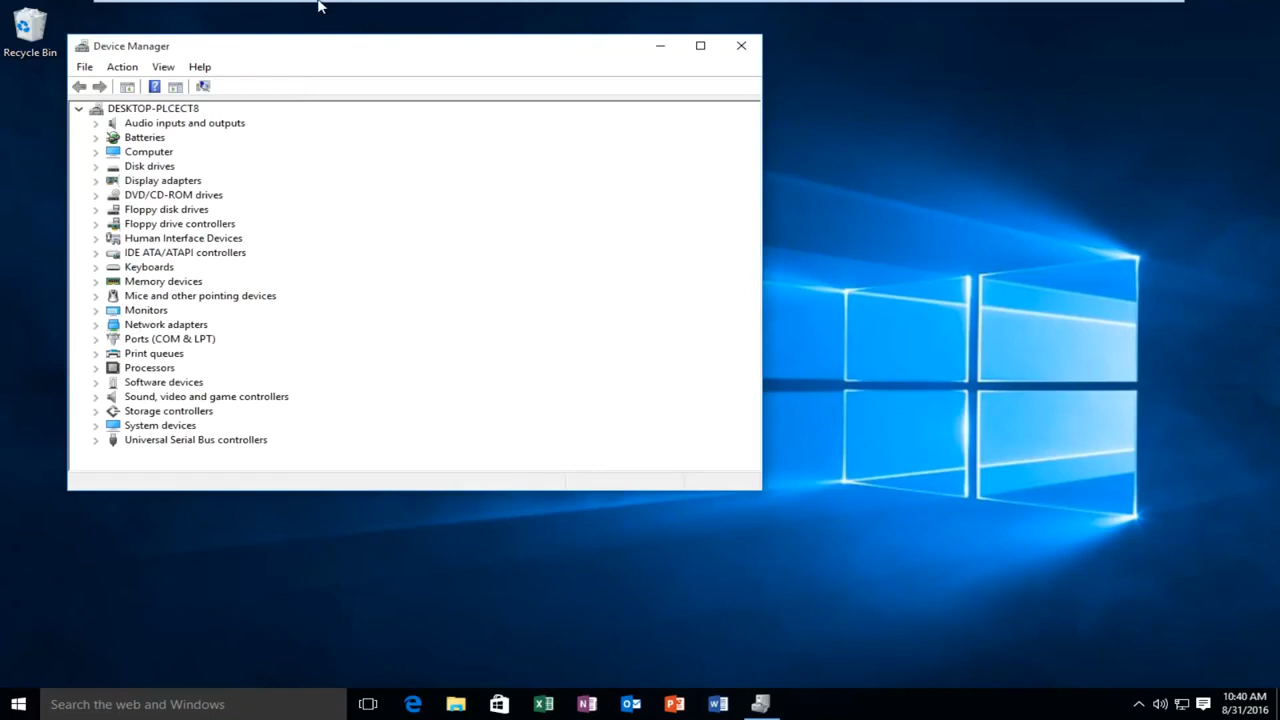 Recycle Bin
Device Manager
File Action View Help
DESKTOP-PLCECT8
Audio inputs and outputs
Batteries
Computer
Disk drives
Display adapters
DVD/CD-ROM drives
Floppy disk drives
Floppy drive controllers
Human Interface Devices
IDE ATA/ATAPI controllers
Keyboards
Memory devices
Mice and other pointing devices
Monitors
Network adapters
Ports (COM & LPT)
Print queues
Processors
Software devices
Sound, video and game controllers
Storage controllers
System devices
Universal Serial Bus controllers
Search the web and Windows
10:40 AM
8/31/2016